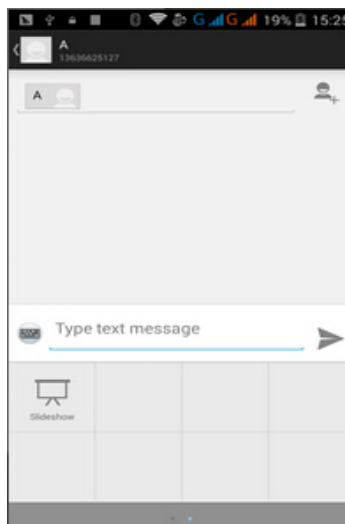 G G 19% 15:25
A
13636625127
A
Type text message
Slideshow